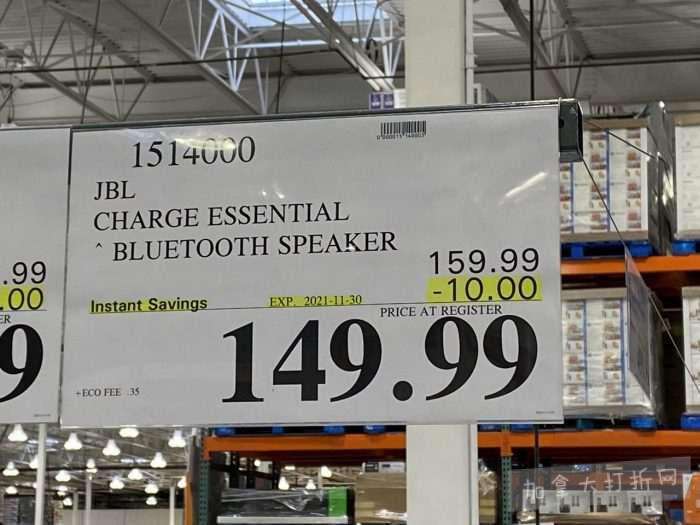 1514000
JBL
CHARGE ESSENTIAL
^ BLUETOOTH SPEAKER
159.99
-10.00
Instant Savings EXP. 2021-11-30
PRICE AT REGISTER
149.99
+ECO FEE .35
.99
.00
ER
9
加拿大打折网